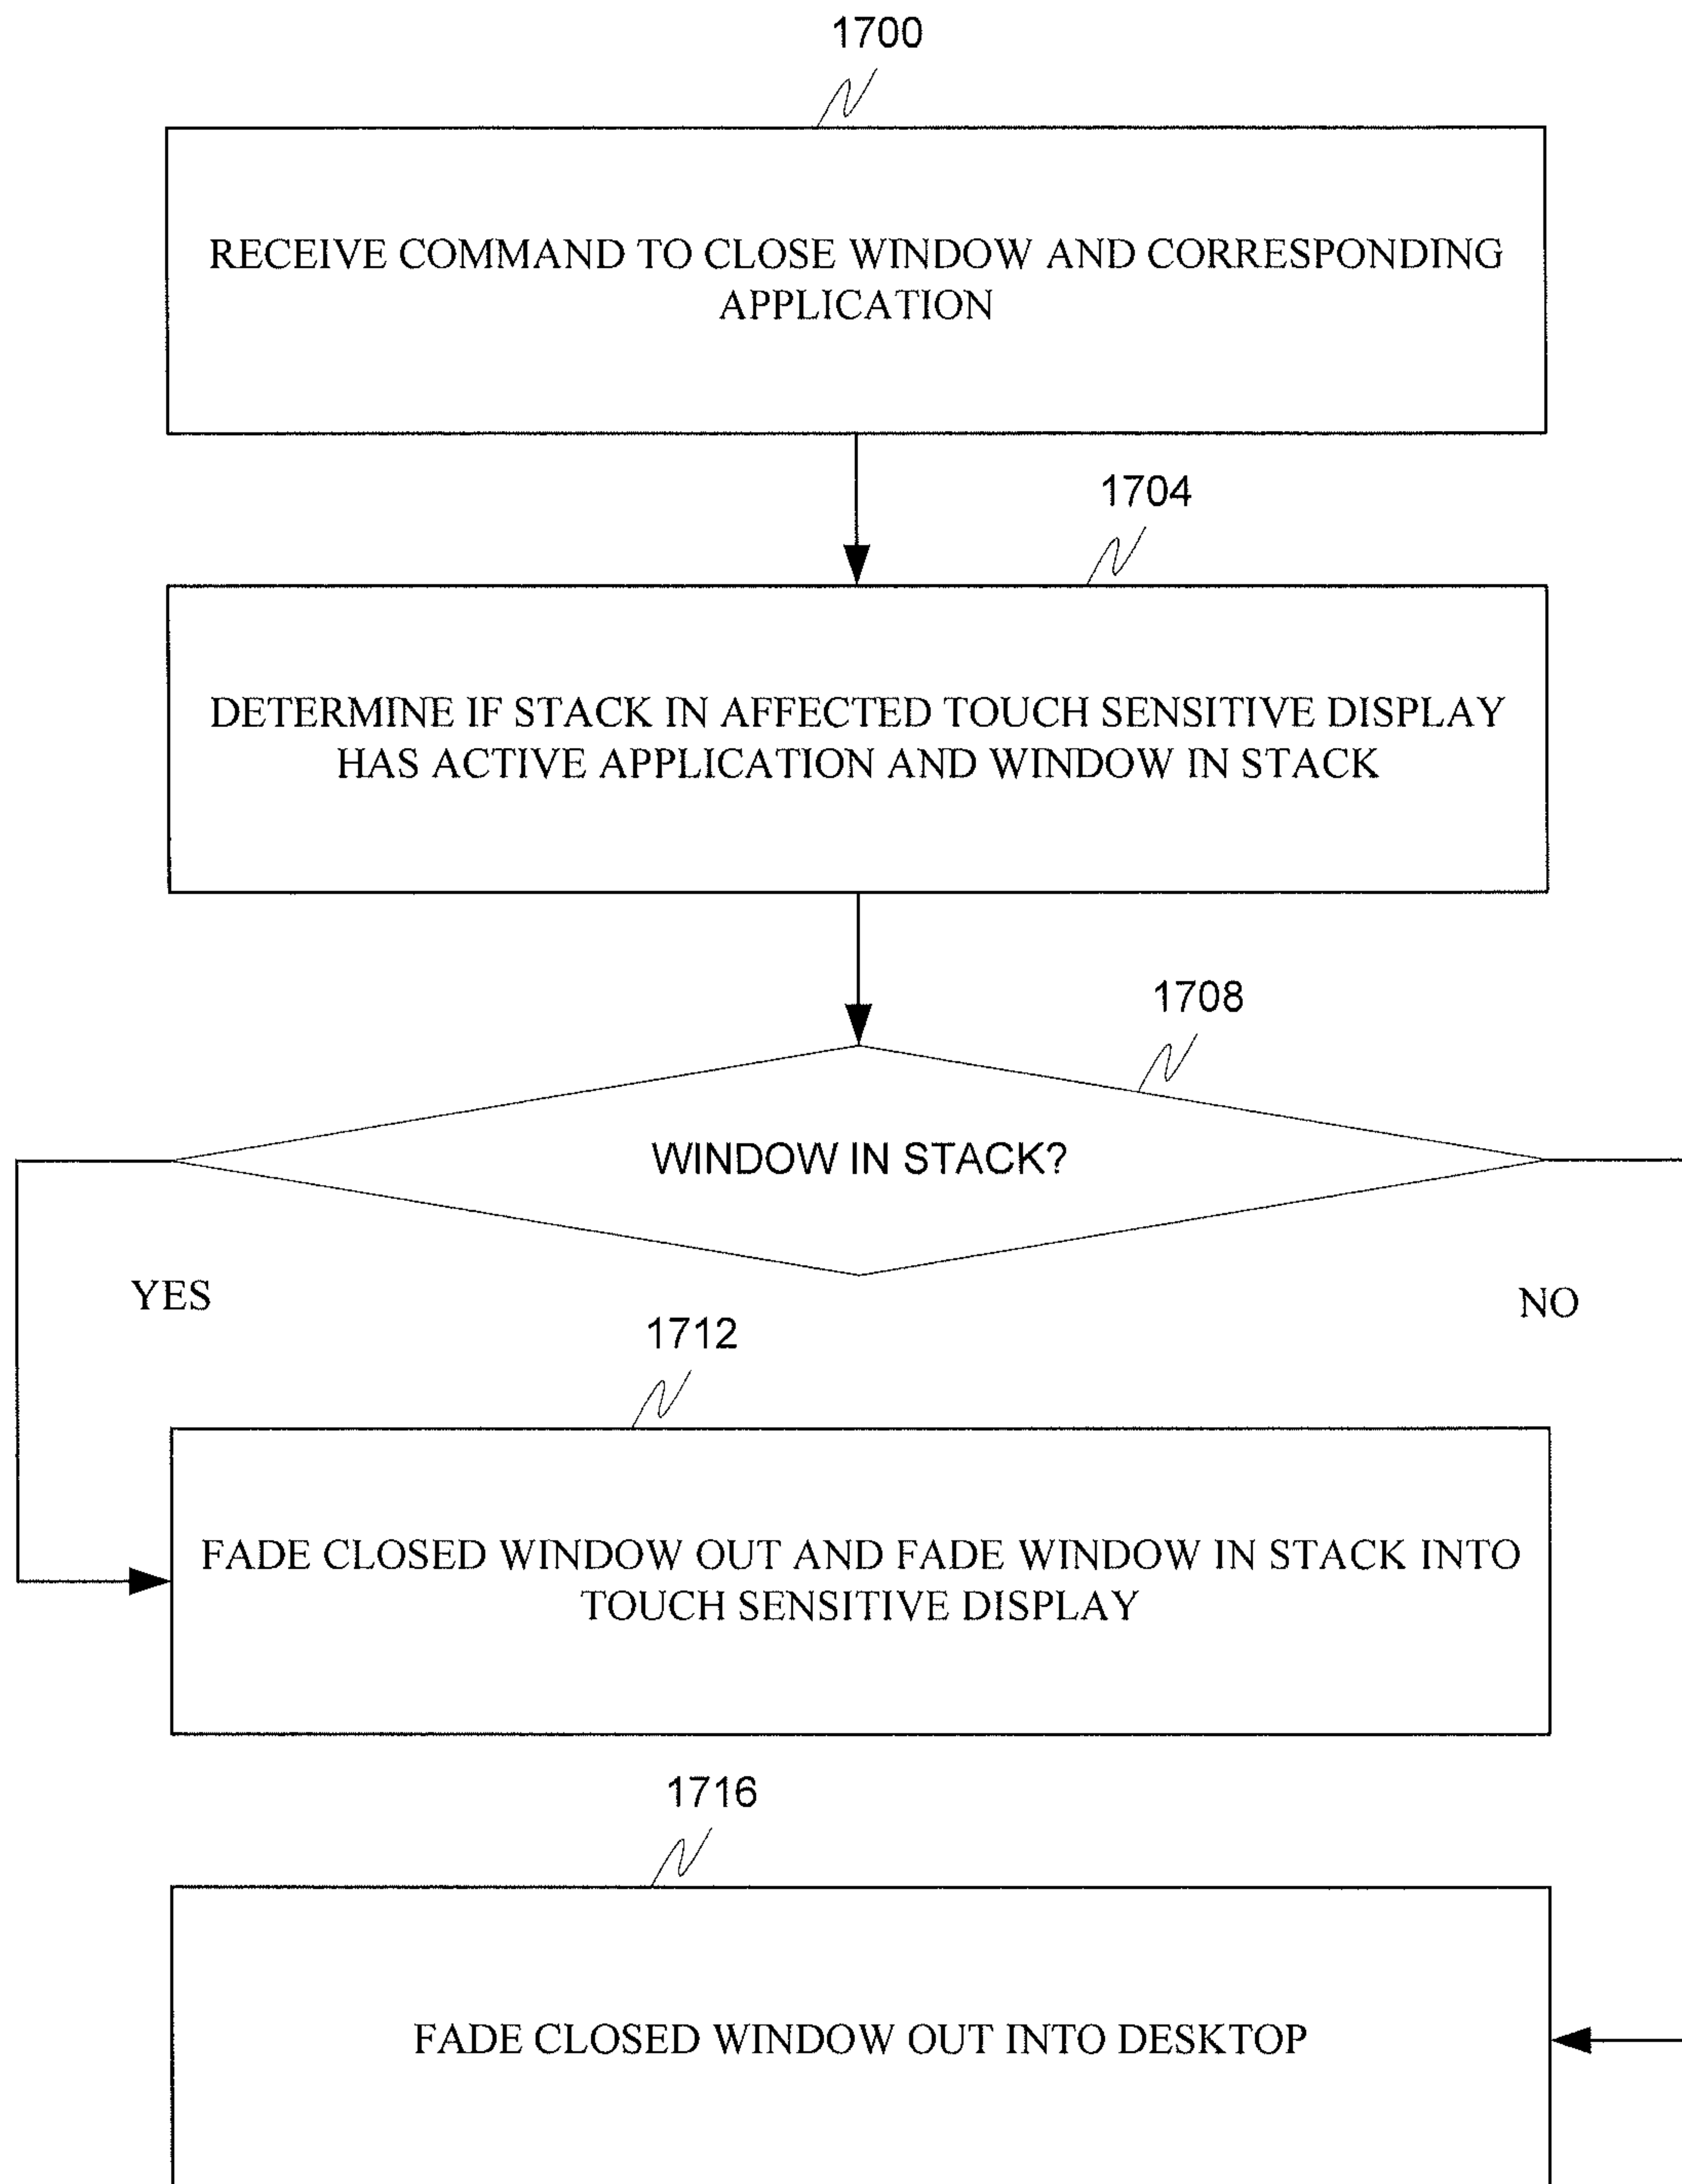 1700
RECEIVE COMMAND TO CLOSE WINDOW AND CORRESPONDING
APPLICATION
1704
DETERMINE IF STACK IN AFFECTED TOUCH SENSITIVE DISPLAY
HAS ACTIVE APPLICATION AND WINDOW IN STACK
1708
WINDOW IN STACK?
YES
NO
1712
FADE CLOSED WINDOW OUT AND FADE WINDOW IN STACK INTO
TOUCH SENSITIVE DISPLAY
1716
FADE CLOSED WINDOW OUT INTO DESKTOP